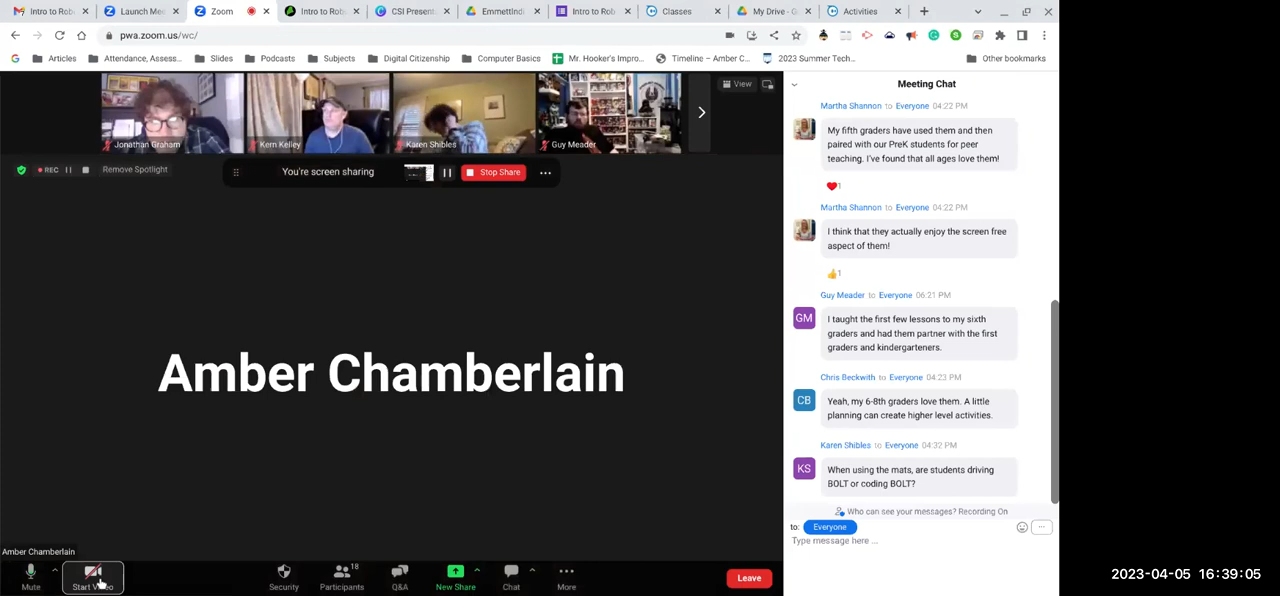 Intro to Rob
Launch Mee
Zoom
Intro to Rob
CSI Present
EmmettIndi
Intro to Rob
Classes
My Drive - G
Activities
pwa.zoom.us/wc/
G
Articles
Attendance, Assess...
Slides
Podcasts
Subjects
Digital Citizenship
Computer Basics
Mr. Hooker's Impro...
Timeline – Amber C...
2023 Summer Tech...
Other bookmarks
View
Jonathan Graham
Kern Kelley
Karen Shibles
Guy Meader
REC
Remove Spotlight
You're screen sharing
Stop Share
Amber Chamberlain
Amber Chamberlain
Mute
Start Video
Security
18
Participants
Q&A
New Share
Chat
More
Leave
Meeting Chat
Martha Shannon to Everyone 04:22 PM
My fifth graders have used them and then
paired with our PreK students for peer
teaching. I've found that all ages love them!
1
Martha Shannon to Everyone 04:22 PM
I think that they actually enjoy the screen free
aspect of them!
1
Guy Meader to Everyone 06:21 PM
GM
I taught the first few lessons to my sixth
graders and had them partner with the first
graders and kindergarteners.
Chris Beckwith to Everyone 04:23 PM
CB
Yeah, my 6-8th graders love them. A little
planning can create higher level activities.
Karen Shibles to Everyone 04:32 PM
KS
When using the mats, are students driving
BOLT or coding BOLT?
Who can see your messages? Recording On
to: Everyone
Type message here ...
2023-04-05 16:39:05